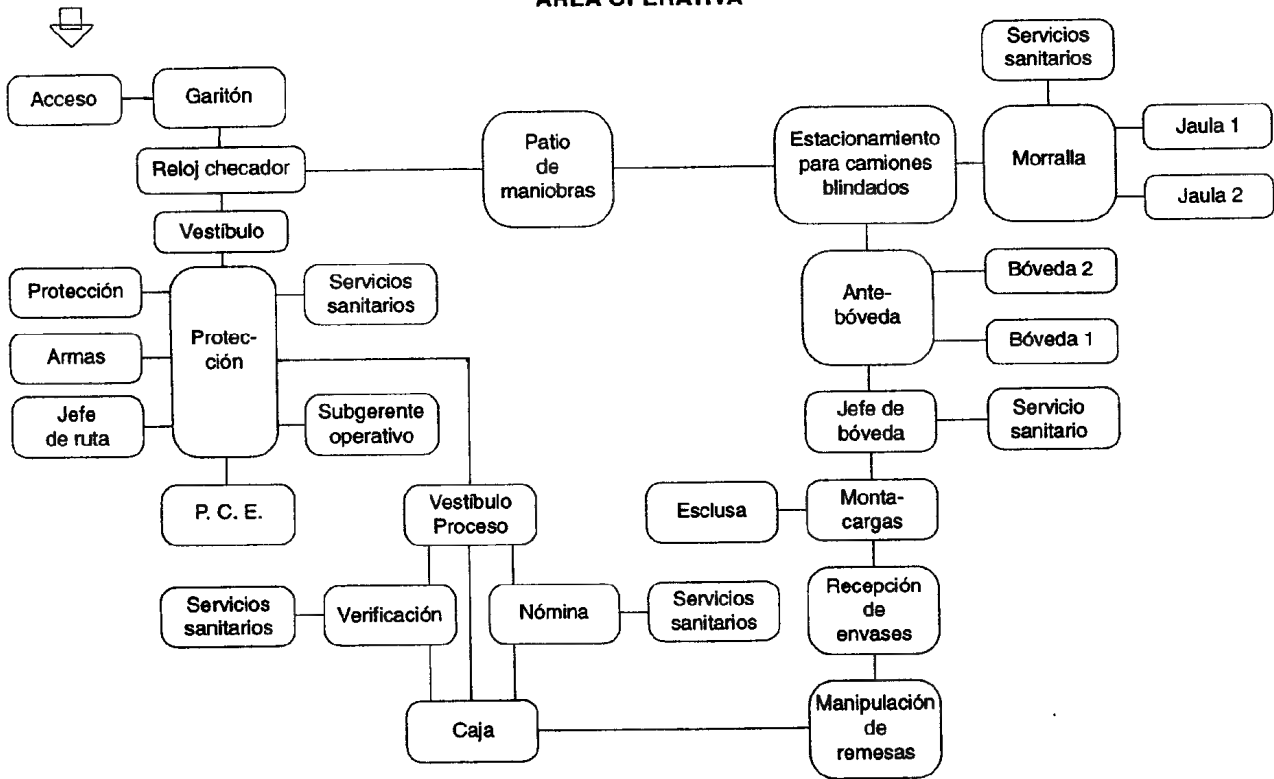 ÁREA OPERATIVA
Servicios
sanitarios
Acceso
Garitón
Reloj checador
Patio
de
maniobras
Estacionamiento
para camiones
blindados
Morralla
Jaula 1
Jaula 2
Vestíbulo
Protección
Servicios
sanitarios
Armas
Protec-
ción
Jefe
de ruta
Subgerente
operativo
P. C. E.
Ante-
bóveda
Bóveda 2
Bóveda 1
Jefe de
bóveda
Servicio
sanitario
Vestíbulo
Proceso
Esclusa
Monta-
cargas
Servicios
sanitarios
Verificación
Nómina
Servicios
sanitarios
Recepción
de
envases
Caja
Manipulación
de
remesas